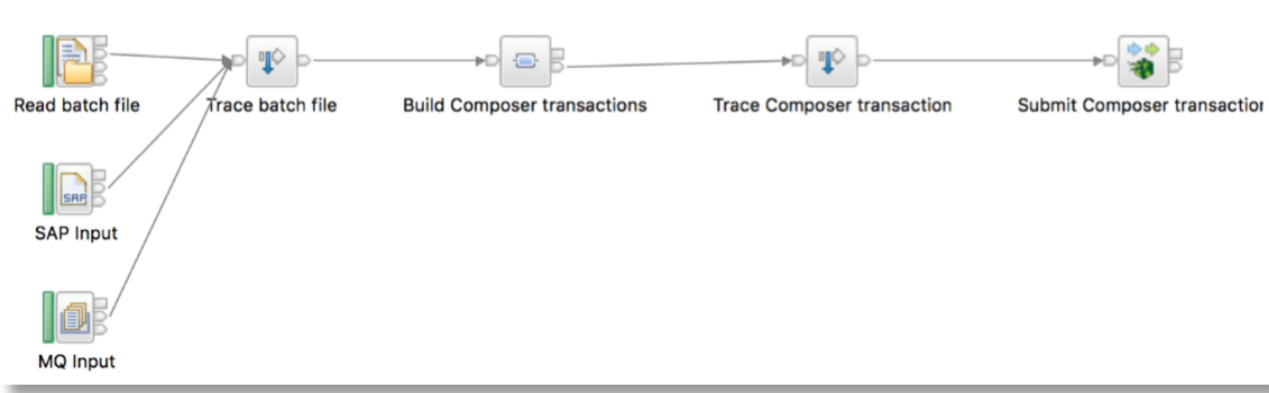 Read batch file
Trace batch file
Build Composer transactions
Trace Composer transaction
Submit Composer transaction
SAP
SAP Input
MQ Input